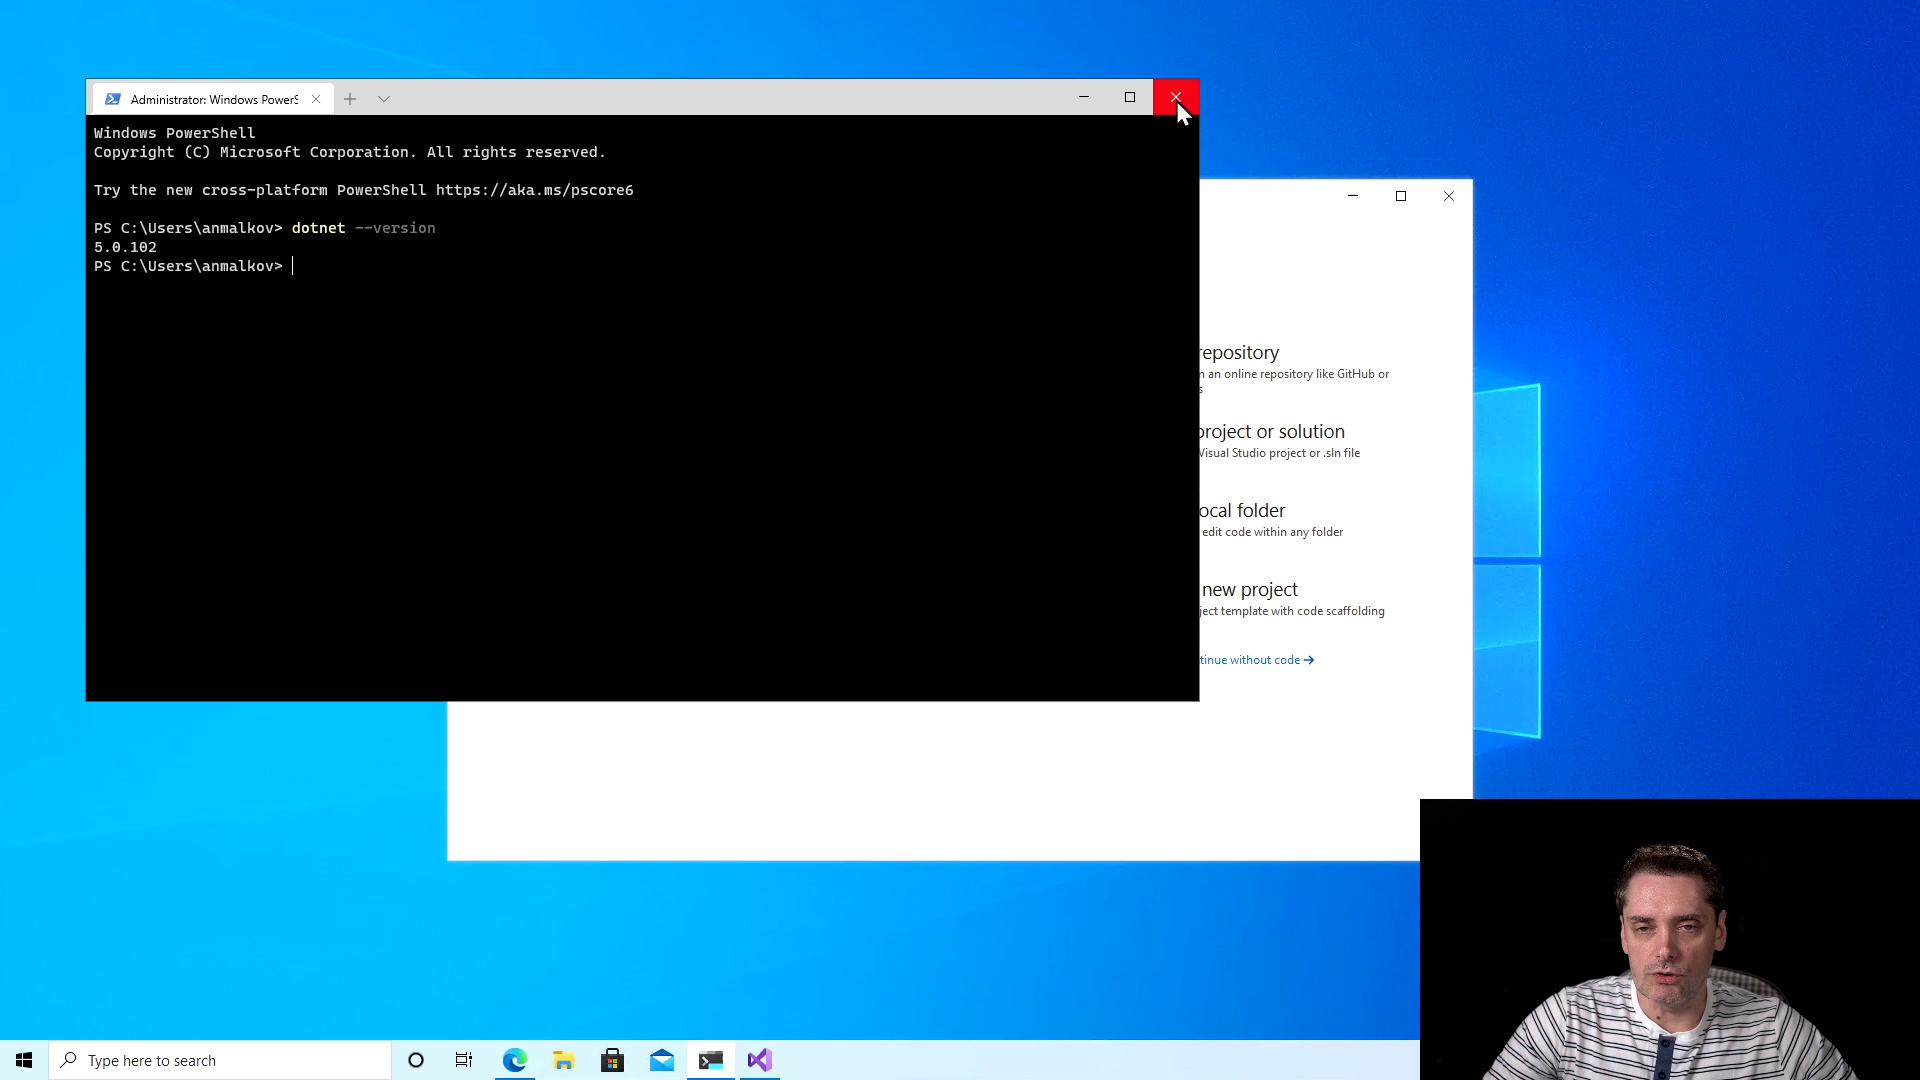 Administrator: Windows PowerS
Windows PowerShell
Copyright (C) Microsoft Corporation. All rights reserved.
Try the new cross-platform PowerShell https://aka.ms/pscore6
PS C:\Users\anmalkov> dotnet --version
5.0.102
PS C:\Users\anmalkov>
repository
an online repository like GitHub or
s
project or solution
Visual Studio project or .sln file
ocal folder
edit code within any folder
new project
ject template with code scaffolding
tinue without code →
Type here to search